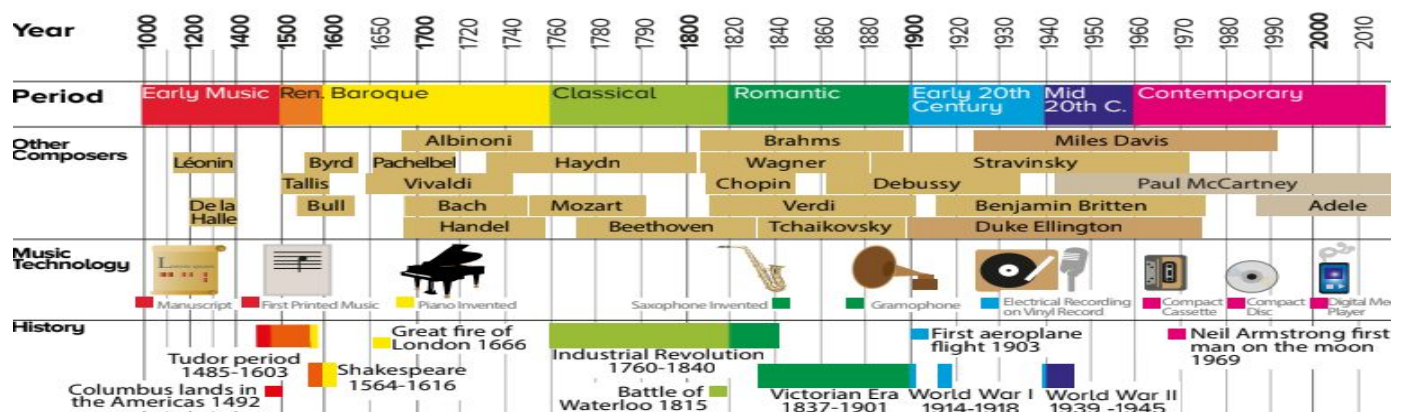 Year 1000 1200 1400 1500 1600 1650 1700 1720 1740 1760 1780 1790 1800 1820 1840 1860 1880 1900 1920 1930 1940 1950 1960 1970 1980 1990 2000 2010
Period Early Music Ren. Baroque Classical Romantic Early 20th Century Mid 20th C. Contemporary
Other Composers
Albinoni Brahms Miles Davis
Léonin Byrd Pachelbel Haydn Wagner Stravinsky
Tallis Vivaldi Chopin Debussy Paul McCartney
De la Halle Bull Bach Mozart Verdi Benjamin Britten Adele
Handel Beethoven Tchaikovsky Duke Ellington
Music Technology
Manuscript
First Printed Music
Piano Invented
Saxophone Invented
Gramophone
Electrical Recording
on Vinyl Record
Compact
Cassette
Compact
Disc
Digital Me
Player
History
Tudor period
1485-1603
Columbus lands in
the Americas 1492
Shakespeare
1564-1616
Great fire of
London 1666
Industrial Revolution
1760-1840
Battle of
Waterloo 1815
Victorian Era
1837-1901
First aeroplane
flight 1903
World War I
1914-1918
World War II
1939 -1945
Neil Armstrong first
man on the moon
1969